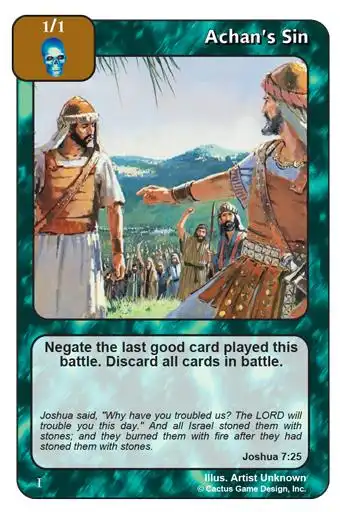 1/1
Achan's Sin
Negate the last good card played this
battle. Discard all cards in battle.
Joshua said, "Why have you troubled us? The LORD will
trouble you this day." And all Israel stoned them with
stones; and they burned them with fire after they had
stoned them with stones.
Joshua 7:25
Illus. Artist Unknown
I
© Cactus Game Design, Inc.